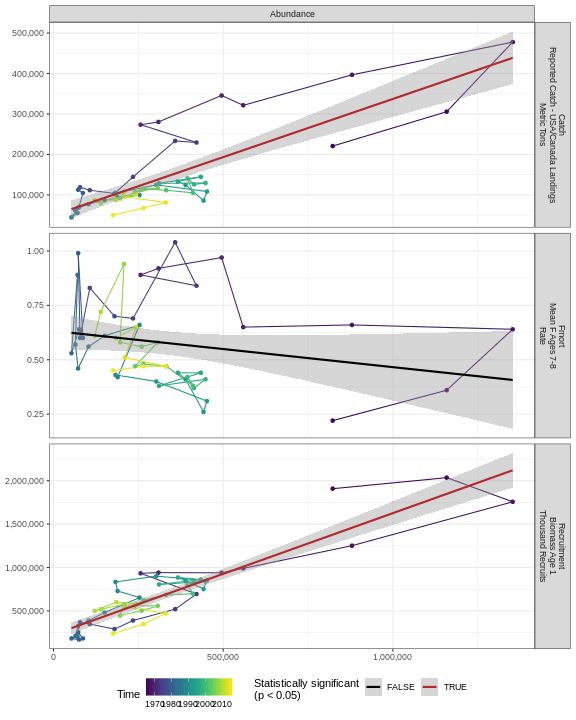 Abundance
500,000
400,000
300,000
200,000
100,000
Catch
Reported Catch - USA/Canada Landings
Metric Tons
1.00
0.75
0.50
0.25
Fmort
Mean F Ages 7-8
Rate
2,000,000
1,500,000
1,000,000
500,000
Recruitment
Biomass Age 1
Thousand Recruits
0
500,000
1,000,000
Time
1970
1980
1990
2000
2010
Statistically significant
(p < 0.05)
FALSE
TRUE